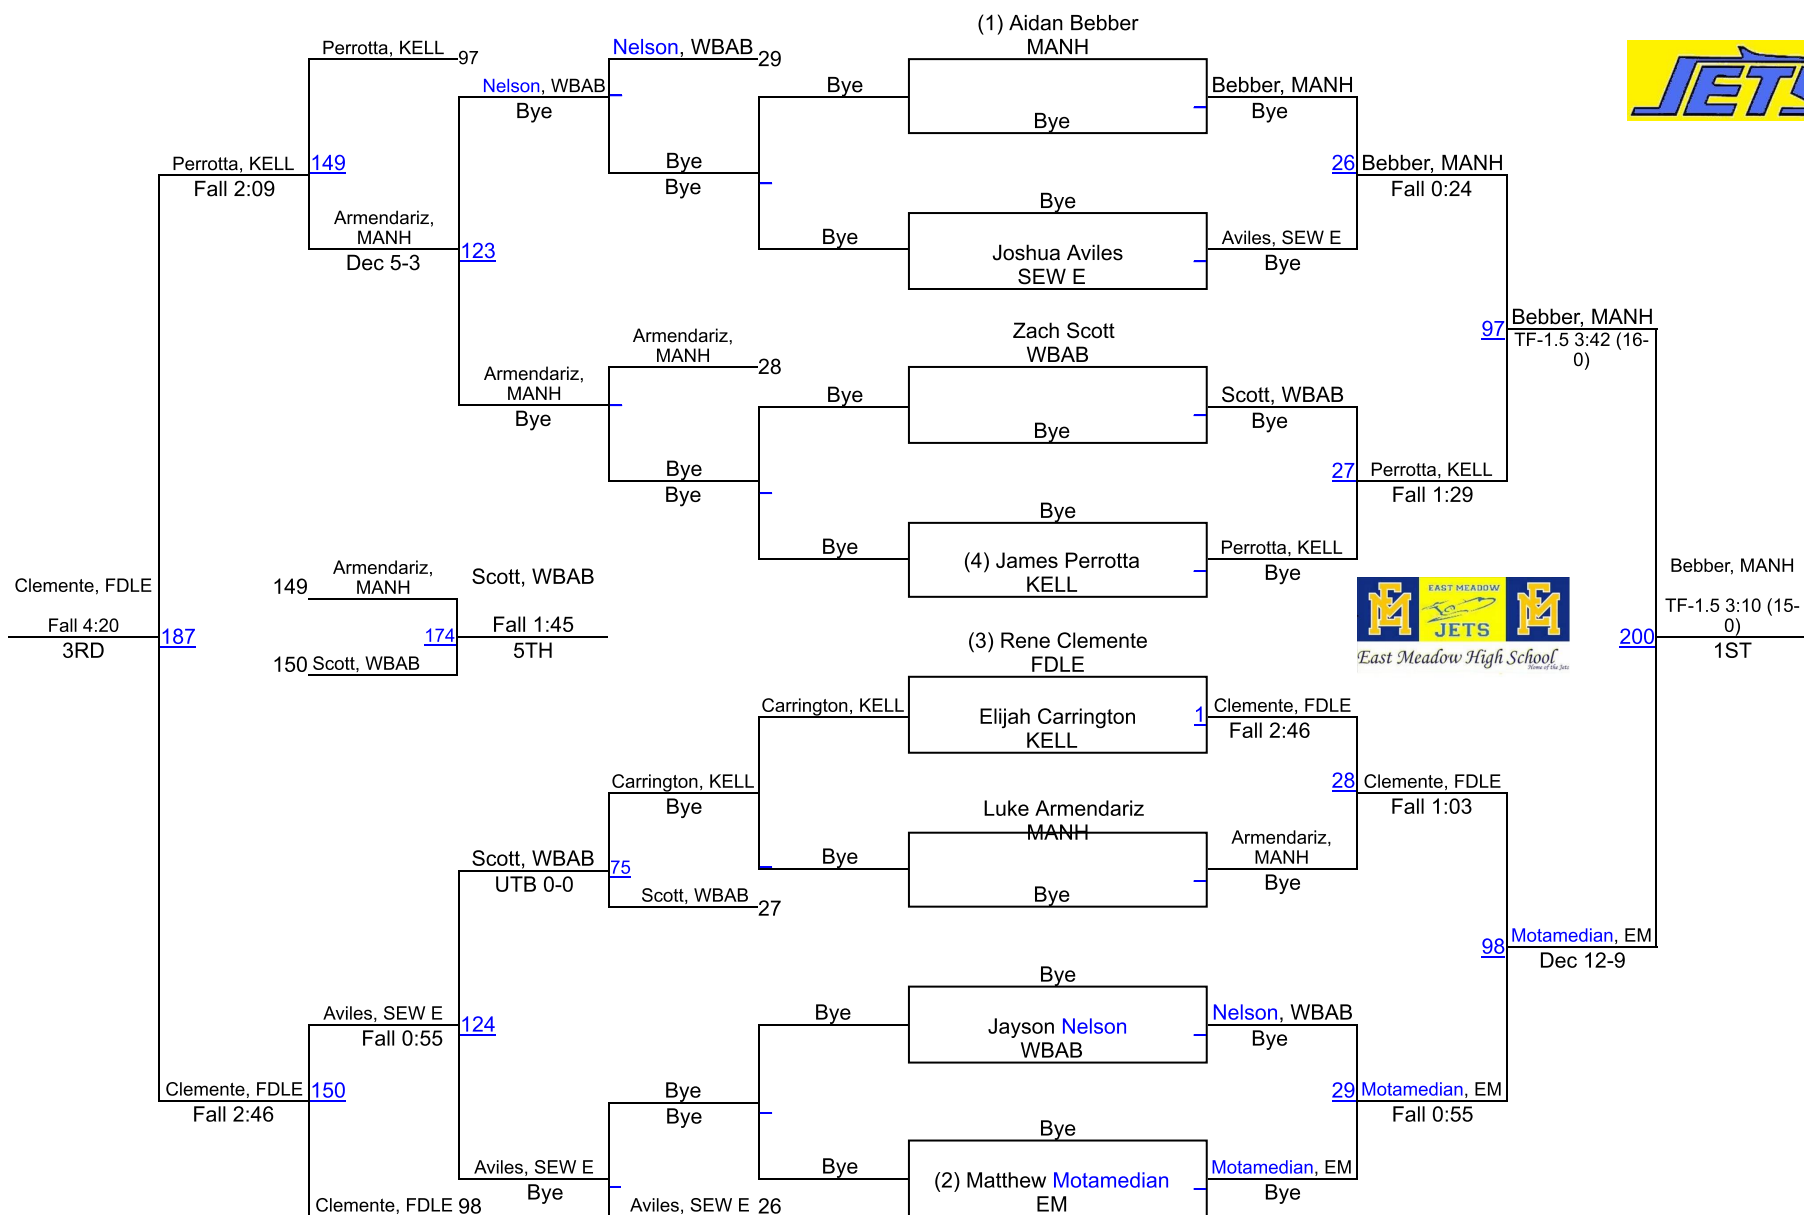 (1) Aidan Bebber
MANH
Perrotta, KELL
97
Nelson, WBAB
29
Nelson, WBAB
Bye
Bye
Bebber, MANH
Bye
Bye
JETS
Perrotta, KELL
149
Fall 2:09
Bye
Bye
26
Bebber, MANH
Fall 0:24
Armendariz,
MANH
Dec 5-3
123
Bye
Bye
Joshua Aviles
SEW E
Aviles, SEW E
Bye
Armendariz,
MANH
28
Zach Scott
WBAB
97
Bebber, MANH
TF-1.5 3:42 (16-
0)
Armendariz,
MANH
Bye
Bye
Bye
Scott, WBAB
Bye
Bye
Bye
27
Perrotta, KELL
Fall 1:29
Bye
Bye
(4) James Perrotta
KELL
Perrotta, KELL
Bye
Clemente, FDLE
Fall 4:20
3RD
187
149
Armendariz,
MANH
150
Scott, WBAB
174
Scott, WBAB
Fall 1:45
5TH
EM
EAST MEADOW
JETS
EM
East Meadow High School
Home of the Jets
Bebber, MANH
TF-1.5 3:10 (15-
0)
200
1ST
(3) Rene Clemente
FDLE
Carrington, KELL
Elijah Carrington
KELL
1
Clemente, FDLE
Fall 2:46
Carrington, KELL
Bye
28
Clemente, FDLE
Fall 1:03
Luke Armendariz
MANH
Scott, WBAB
UTB 0-0
75
Bye
Bye
Armendariz,
MANH
Bye
Scott, WBAB
27
98
Motamedian, EM
Dec 12-9
Bye
Aviles, SEW E
Fall 0:55
124
Bye
Jayson Nelson
WBAB
Nelson, WBAB
Bye
Clemente, FDLE
150
Fall 2:46
Bye
Bye
29
Motamedian, EM
Fall 0:55
Bye
Aviles, SEW E
Bye
Bye
(2) Matthew Motamedian
EM
Motamedian, EM
Bye
Clemente, FDLE
98
Aviles, SEW E
26